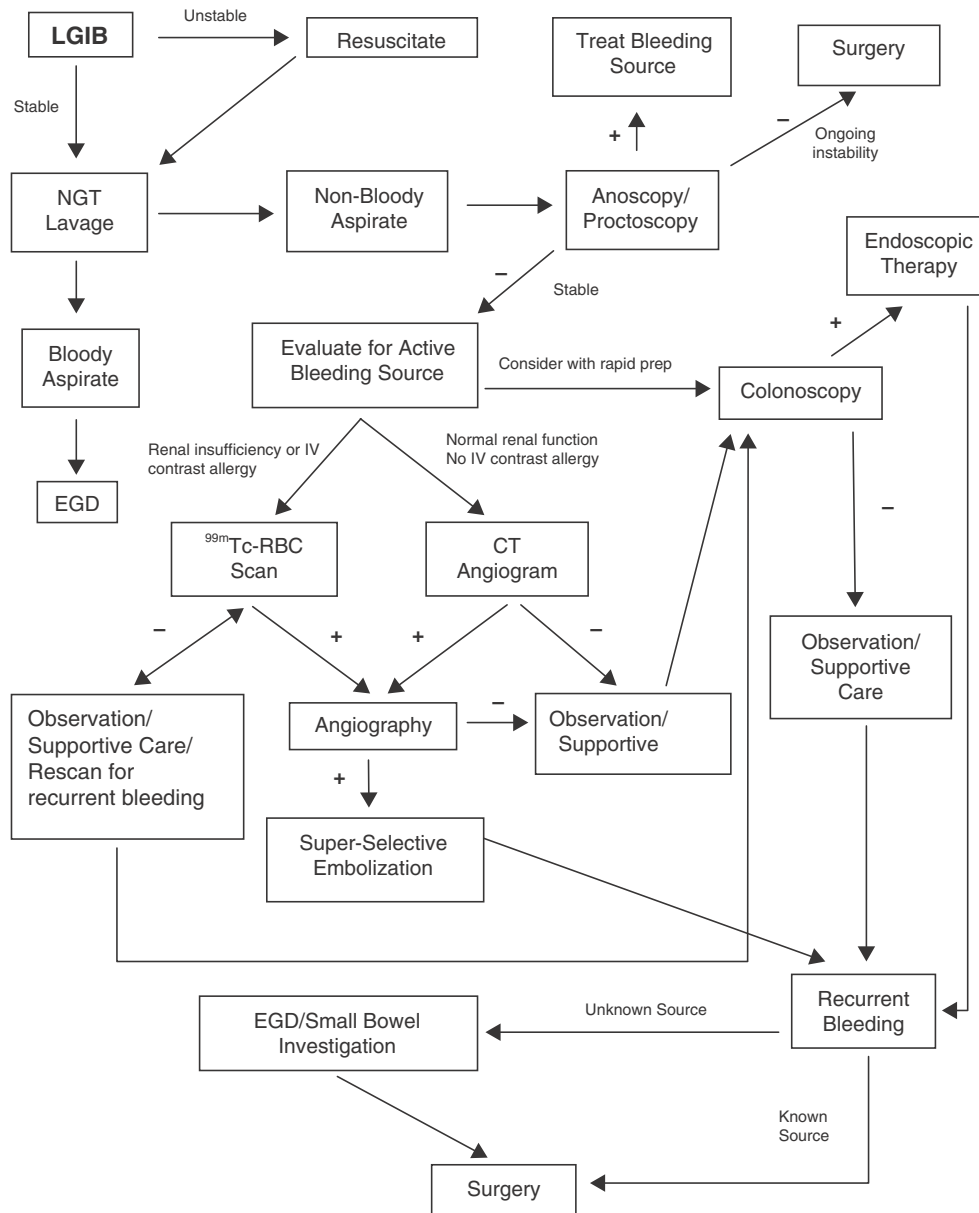 LGIB
Unstable
Resuscitate
Treat Bleeding
Source
Surgery
Stable
+
–
Ongoing
instability
NGT
Lavage
Non-Bloody
Aspirate
Anoscopy/
Proctoscopy
Endoscopic
Therapy
–
Stable
Bloody
Aspirate
Evaluate for Active
Bleeding Source
Consider with rapid prep
+
Colonoscopy
Renal insufficiency or IV
contrast allergy
Normal renal function
No IV contrast allergy
EGD
–
99mTc-RBC
Scan
CT
Angiogram
–
+
+
–
Observation/
Supportive
Care
Observation/
Supportive Care/
Rescan for
recurrent bleeding
Angiography
–
Observation/
Supportive
+
Super-Selective
Embolization
Recurrent
Bleeding
Unknown Source
EGD/Small Bowel
Investigation
Known
Source
Surgery